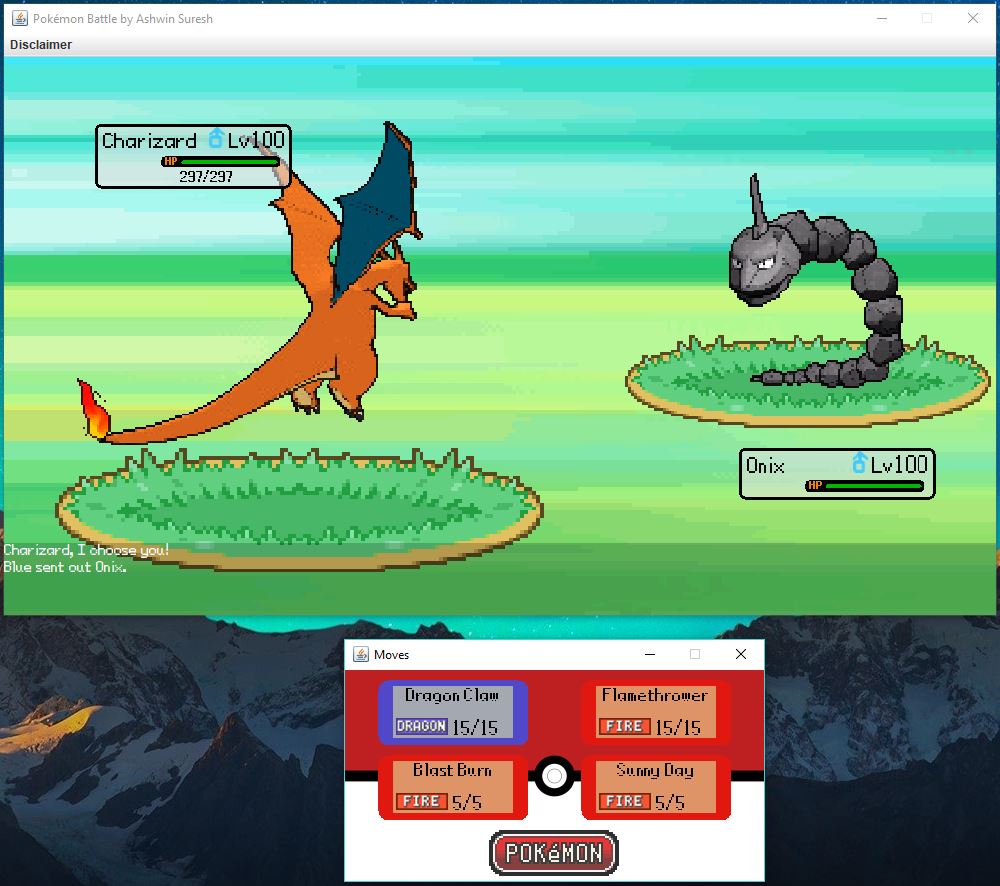 Pokémon Battle by Ashwin Suresh
Disclaimer
Charizard Lv100
HP
297/297
Onix Lv100
HP
Charizard, I choose you!
Blue sent out Onix.
Moves
Dragon Claw
DRAGON 15/15
Flamethrower
FIRE 15/15
Blast Burn
FIRE 5/5
Sunny Day
FIRE 5/5
POKéMON